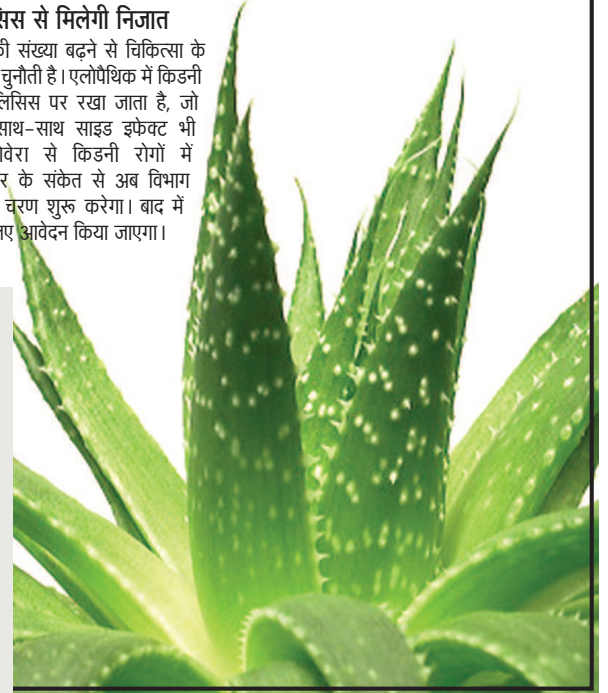 से मिलेगी निजात
संख्या बढ़ने से चिकित्सा के
चुनौती है। एलोपैथिक में किडनी
पर रखा जाता है, जो
साथ-साथ साइड इफेक्ट भी
से किडनी रोगों में
के संकेत से अब विभाग
चरण शुरू करेगा। बाद में
आवेदन किया जाएगा।